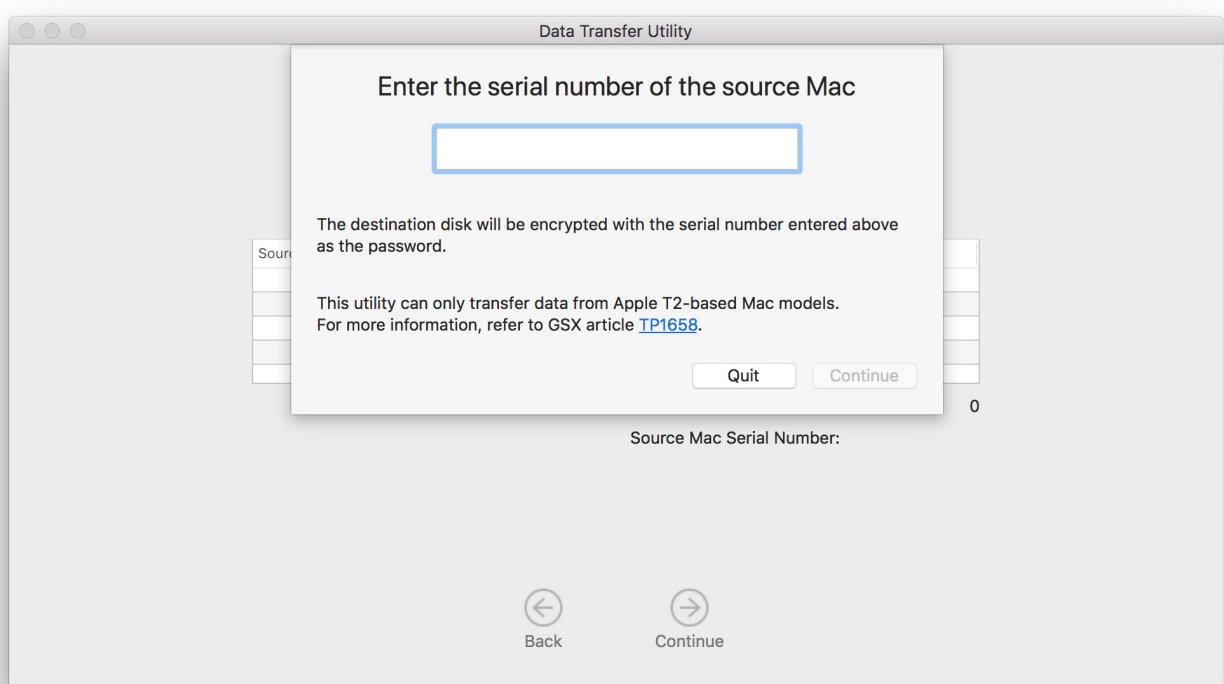 Data Transfer Utility
Enter the serial number of the source Mac
The destination disk will be encrypted with the serial number entered above
as the password.
This utility can only transfer data from Apple T2-based Mac models.
For more information, refer to GSX article TP1658.
Quit Continue
0
Source Mac Serial Number:
Back Continue